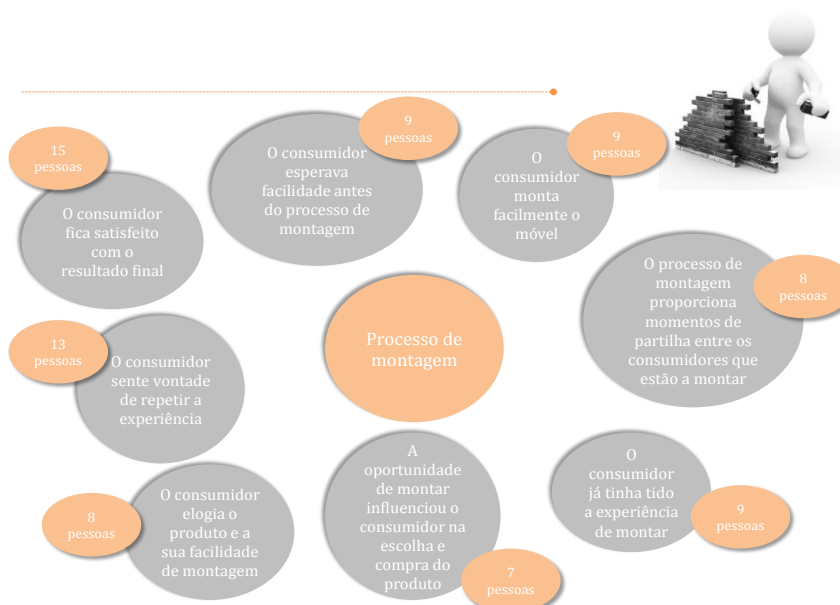 15
pessoas
O consumidor
fica satisfeito
com o
resultado final
9
pessoas
O consumidor
esperava
facilidade antes
do processo de
montagem
9
pessoas
O
consumidor
monta
facilmente o
móvel
8
pessoas
O processo de
montagem
proporciona
momentos de
partilha entre os
consumidores que
estão a montar
Processo de
montagem
13
pessoas
O consumidor
sente vontade
de repetir a
experiência
8
pessoas
O consumidor
elogia o
produto e a
sua facilidade
de montagem
A
oportunidade
de montar
influenciou o
consumidor na
escolha e
compra do
produto
7
pessoas
O
consumidor
já tinha tido
a experiência
de montar
9
pessoas